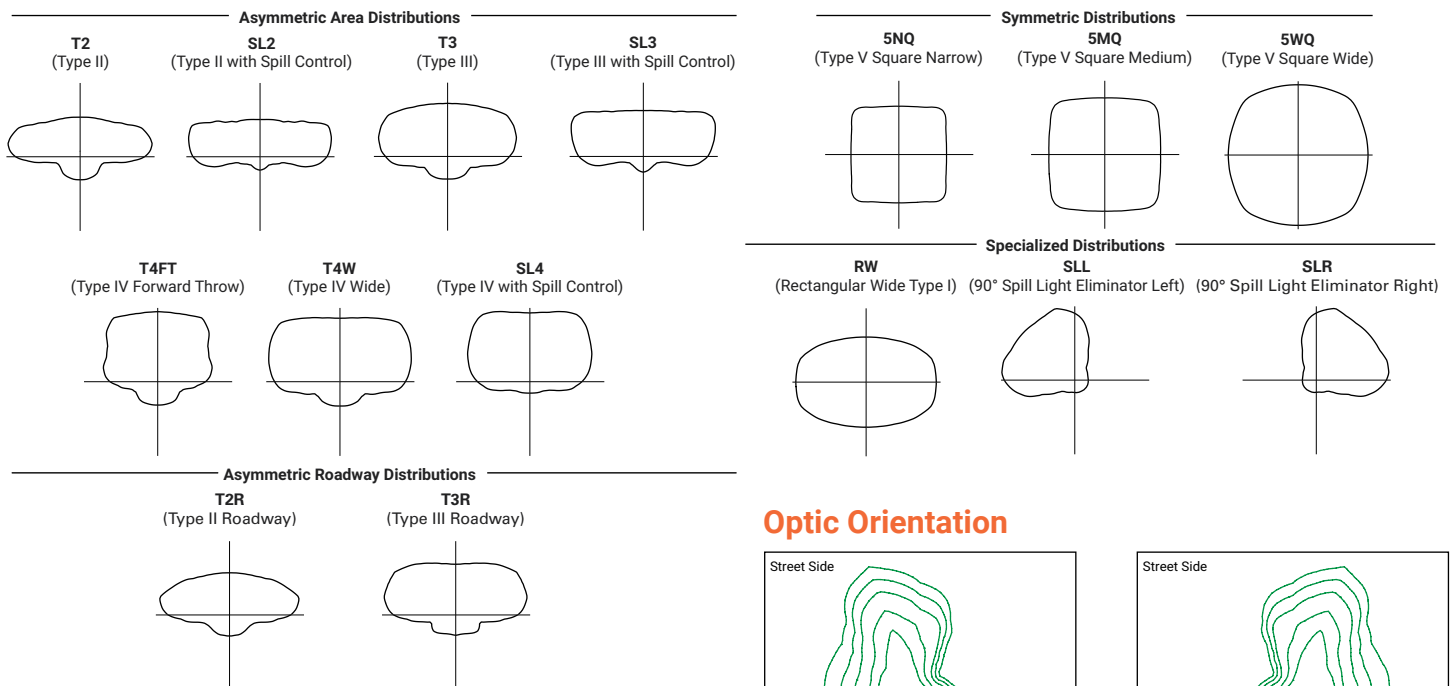 Asymmetric Area Distributions
T2
(Type II)
SL2
(Type II with Spill Control)
T3
(Type III)
SL3
(Type III with Spill Control)
T4FT
(Type IV Forward Throw)
T4W
(Type IV Wide)
SL4
(Type IV with Spill Control)
Asymmetric Roadway Distributions
T2R
(Type II Roadway)
T3R
(Type III Roadway)
Symmetric Distributions
5NQ
(Type V Square Narrow)
5MQ
(Type V Square Medium)
5WQ
(Type V Square Wide)
Specialized Distributions
RW
(Rectangular Wide Type I)
SLL
(90° Spill Light Eliminator Left)
SLR
(90° Spill Light Eliminator Right)
Optic Orientation
Street Side
Street Side